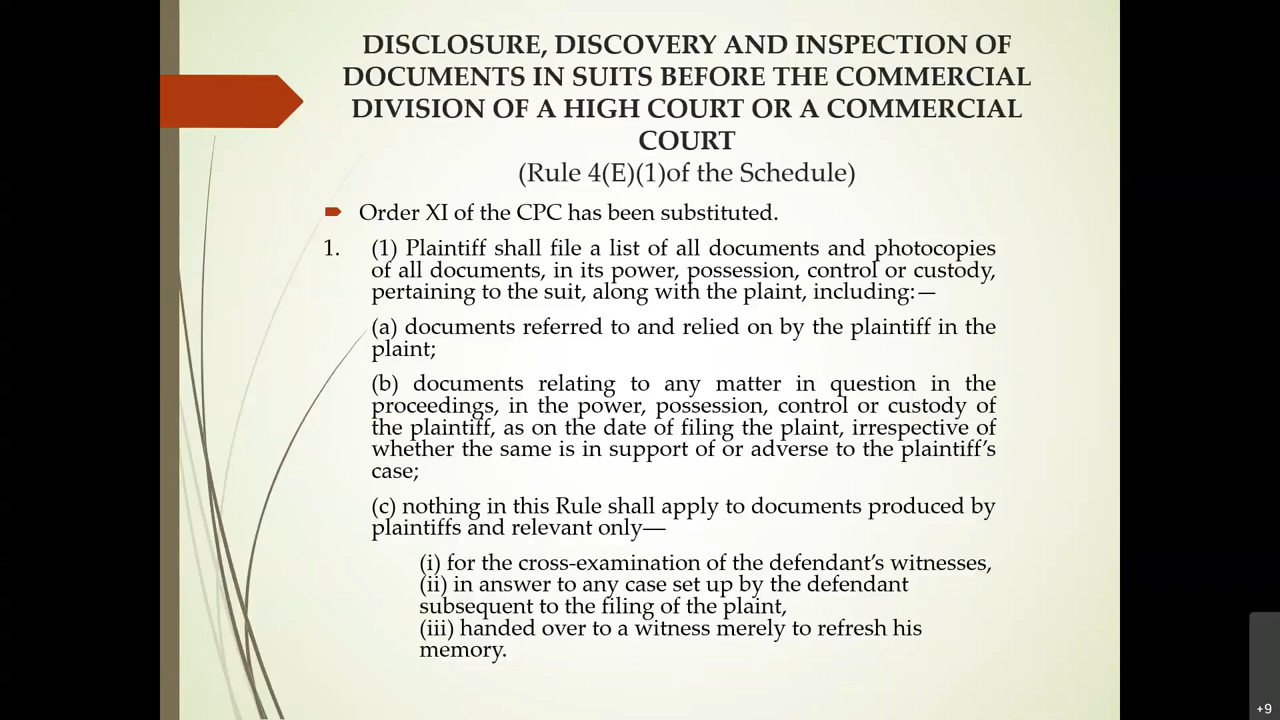 DISCLOSURE, DISCOVERY AND INSPECTION OF
DOCUMENTS IN SUITS BEFORE THE COMMERCIAL
DIVISION OF A HIGH COURT OR A COMMERCIAL
COURT
(Rule 4(E)(1)of the Schedule)
Order XI of the CPC has been substituted.
1. (1) Plaintiff shall file a list of all documents and photocopies
of all documents, in its power, possession, control or custody,
pertaining to the suit, along with the plaint, including:—
(a) documents referred to and relied on by the plaintiff in the
plaint;
(b) documents relating to any matter in question in the
proceedings, in the power, possession, control or custody of
the plaintiff, as on the date of filing the plaint, irrespective of
whether the same is in support of or adverse to the plaintiff’s
case;
(c) nothing in this Rule shall apply to documents produced by
plaintiffs and relevant only—
(i) for the cross-examination of the defendant’s witnesses,
(ii) in answer to any case set up by the defendant
subsequent to the filing of the plaint,
(iii) handed over to a witness merely to refresh his
memory.
+9